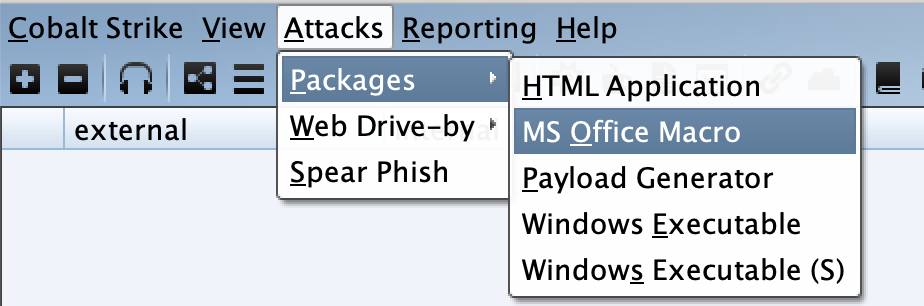 Cobalt Strike View Attacks Reporting Help
Packages
HTML Application
external
MS Office Macro
Web Drive-by
Payload Generator
Spear Phish
Windows Executable
Windows Executable (S)